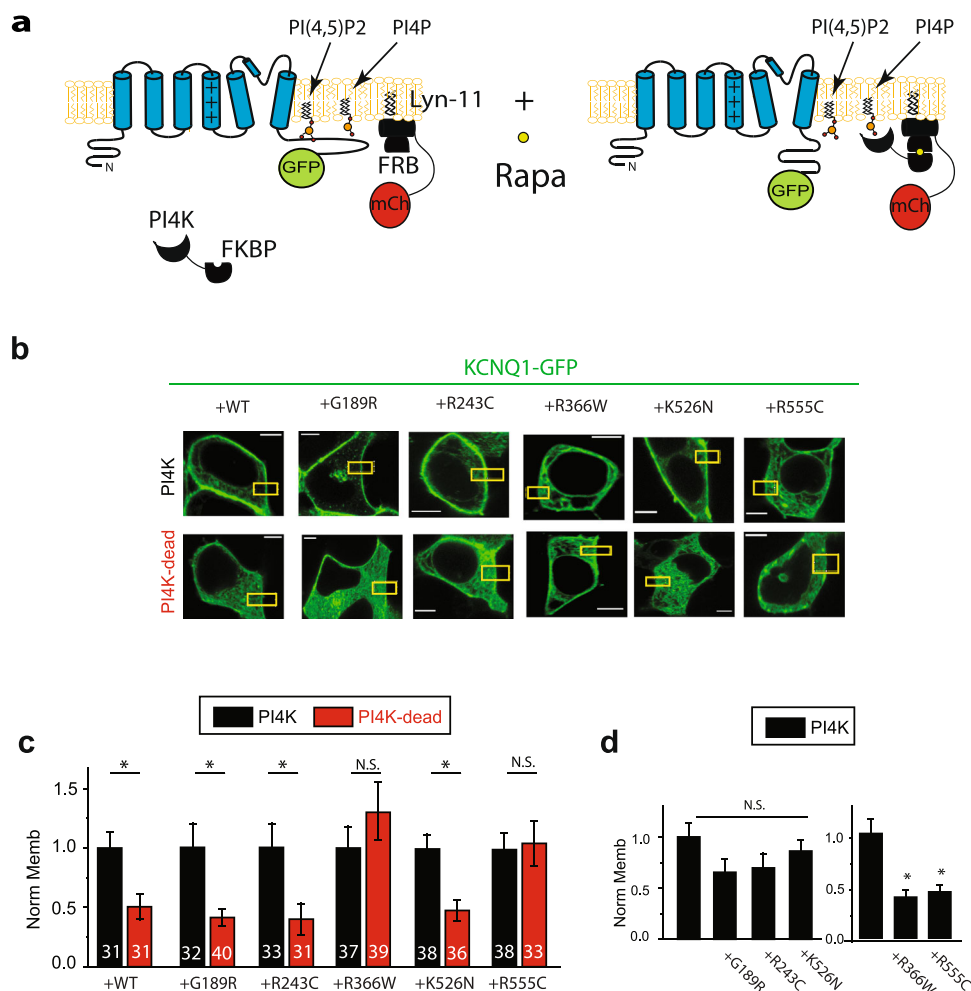 a
PI(4,5)P2 PI4P
Lyn-11
+++
N
GFP
FRB
mCh
PI4K
FKBP
+
Rapa
PI(4,5)P2 PI4P
+++
N
GFP
mCh
b
KCNQ1-GFP
+WT +G189R +R243C +R366W +K526N +R555C
PI4K
PI4K-dead
c
PI4K PI4K-dead
Norm Memb
1.5
1.0
0.5
0.0
* * * N.S. * N.S.
31 31 32 40 33 31 37 39 38 36 38 33
+WT +G189R +R243C +R366W +K526N +R555C
d
PI4K
Norm Memb
1.0
0.5
0.0
N.S.
+G189R +R243C +K526N
1.0
0.5
0.0
* *
+R366W +R555C